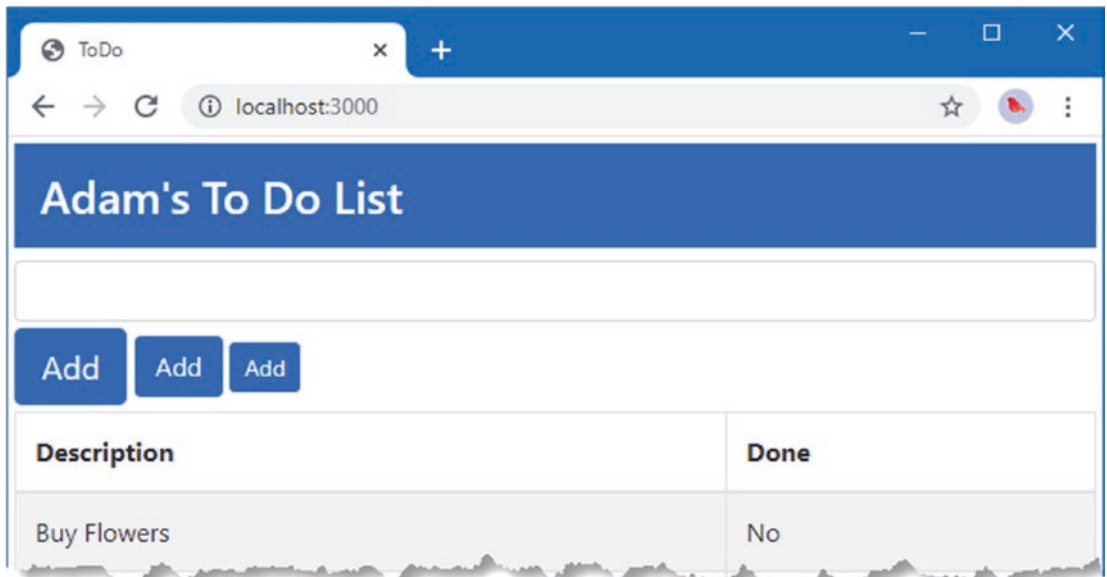 ToDo
localhost:3000
Adam's To Do List
Add Add Add
Description Done
Buy Flowers No